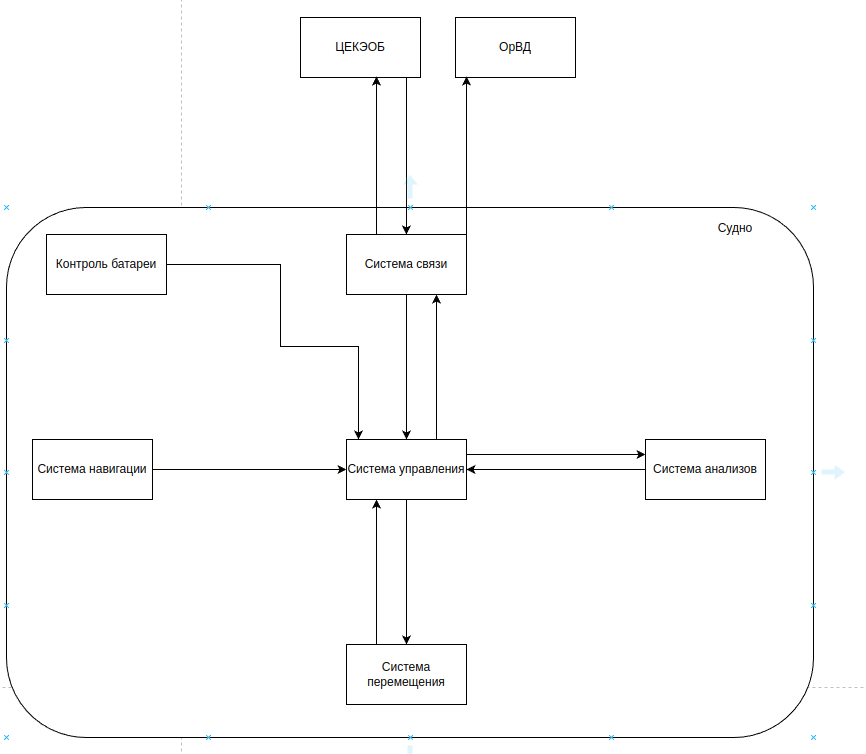 ЦЕКЭОБ
ОрВД
Судно
Контроль батареи
Система связи
Система навигации
Система управления
Система анализов
Система
перемещения